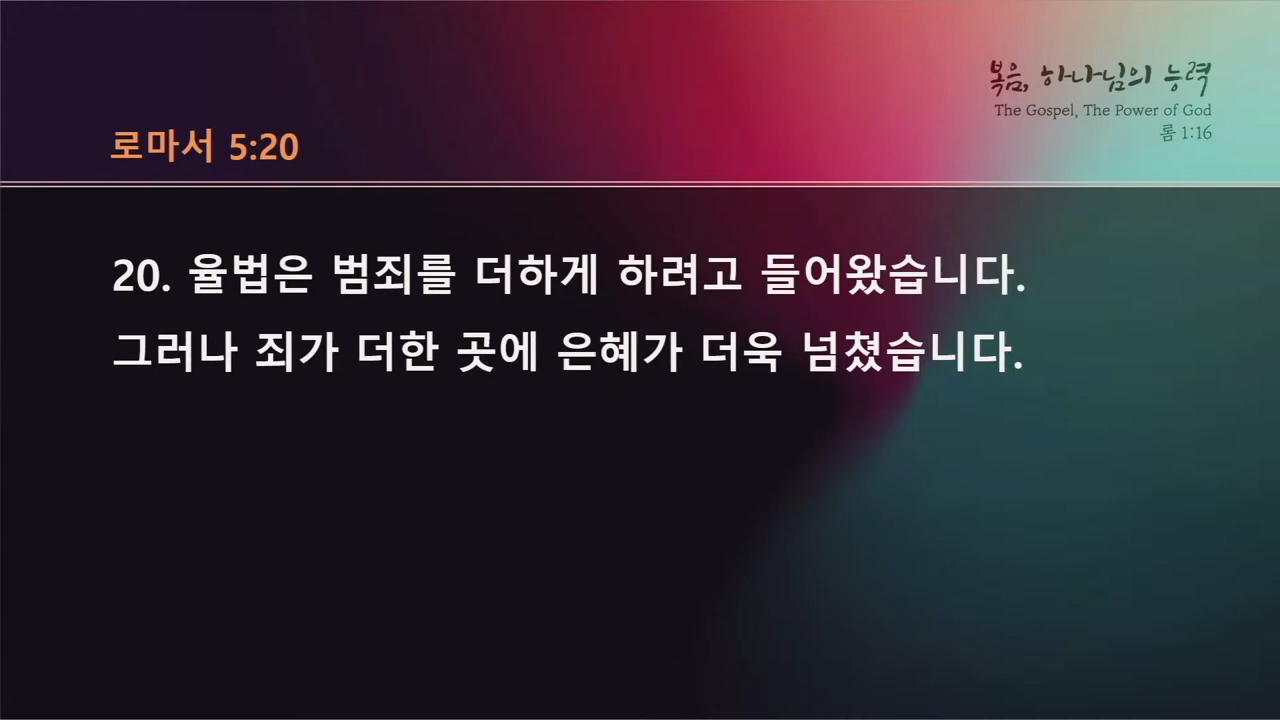 복음, 하나님의 능력
The Gospel, The Power of God
롬 1:16
로마서 5:20
20. 율법은 범죄를 더하게 하려고 들어왔습니다.
그러나 죄가 더한 곳에 은혜가 더욱 넘쳤습니다.